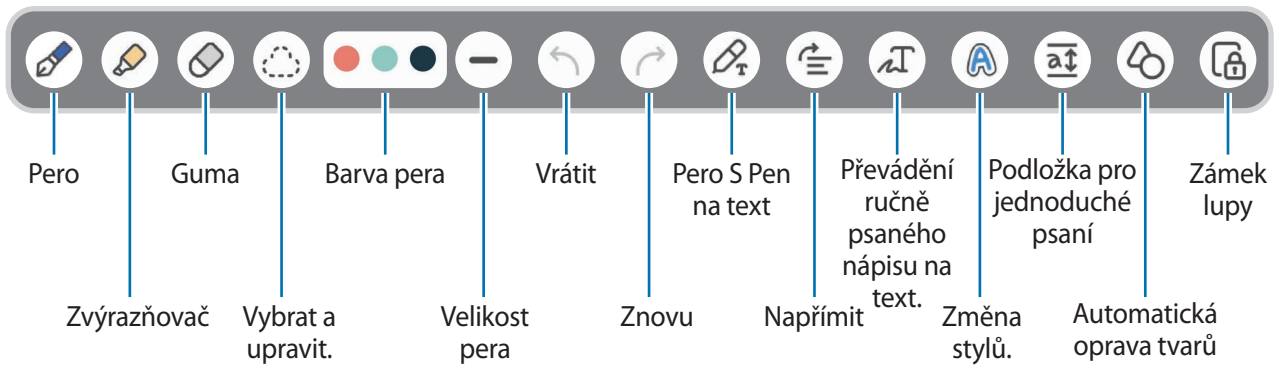 Pero
Guma
Barva pera
Vrátit
Pero S Pen
na text
Převádění
ručně
psaného
nápisu na
text.
Podložka pro
jednoduché
psaní
Zámek
lupy
Zvýrazňovač
Vybrat a
upravit.
Velikost
pera
Znovu
Napřímit
Změna
stylů.
Automatická
oprava tvarů